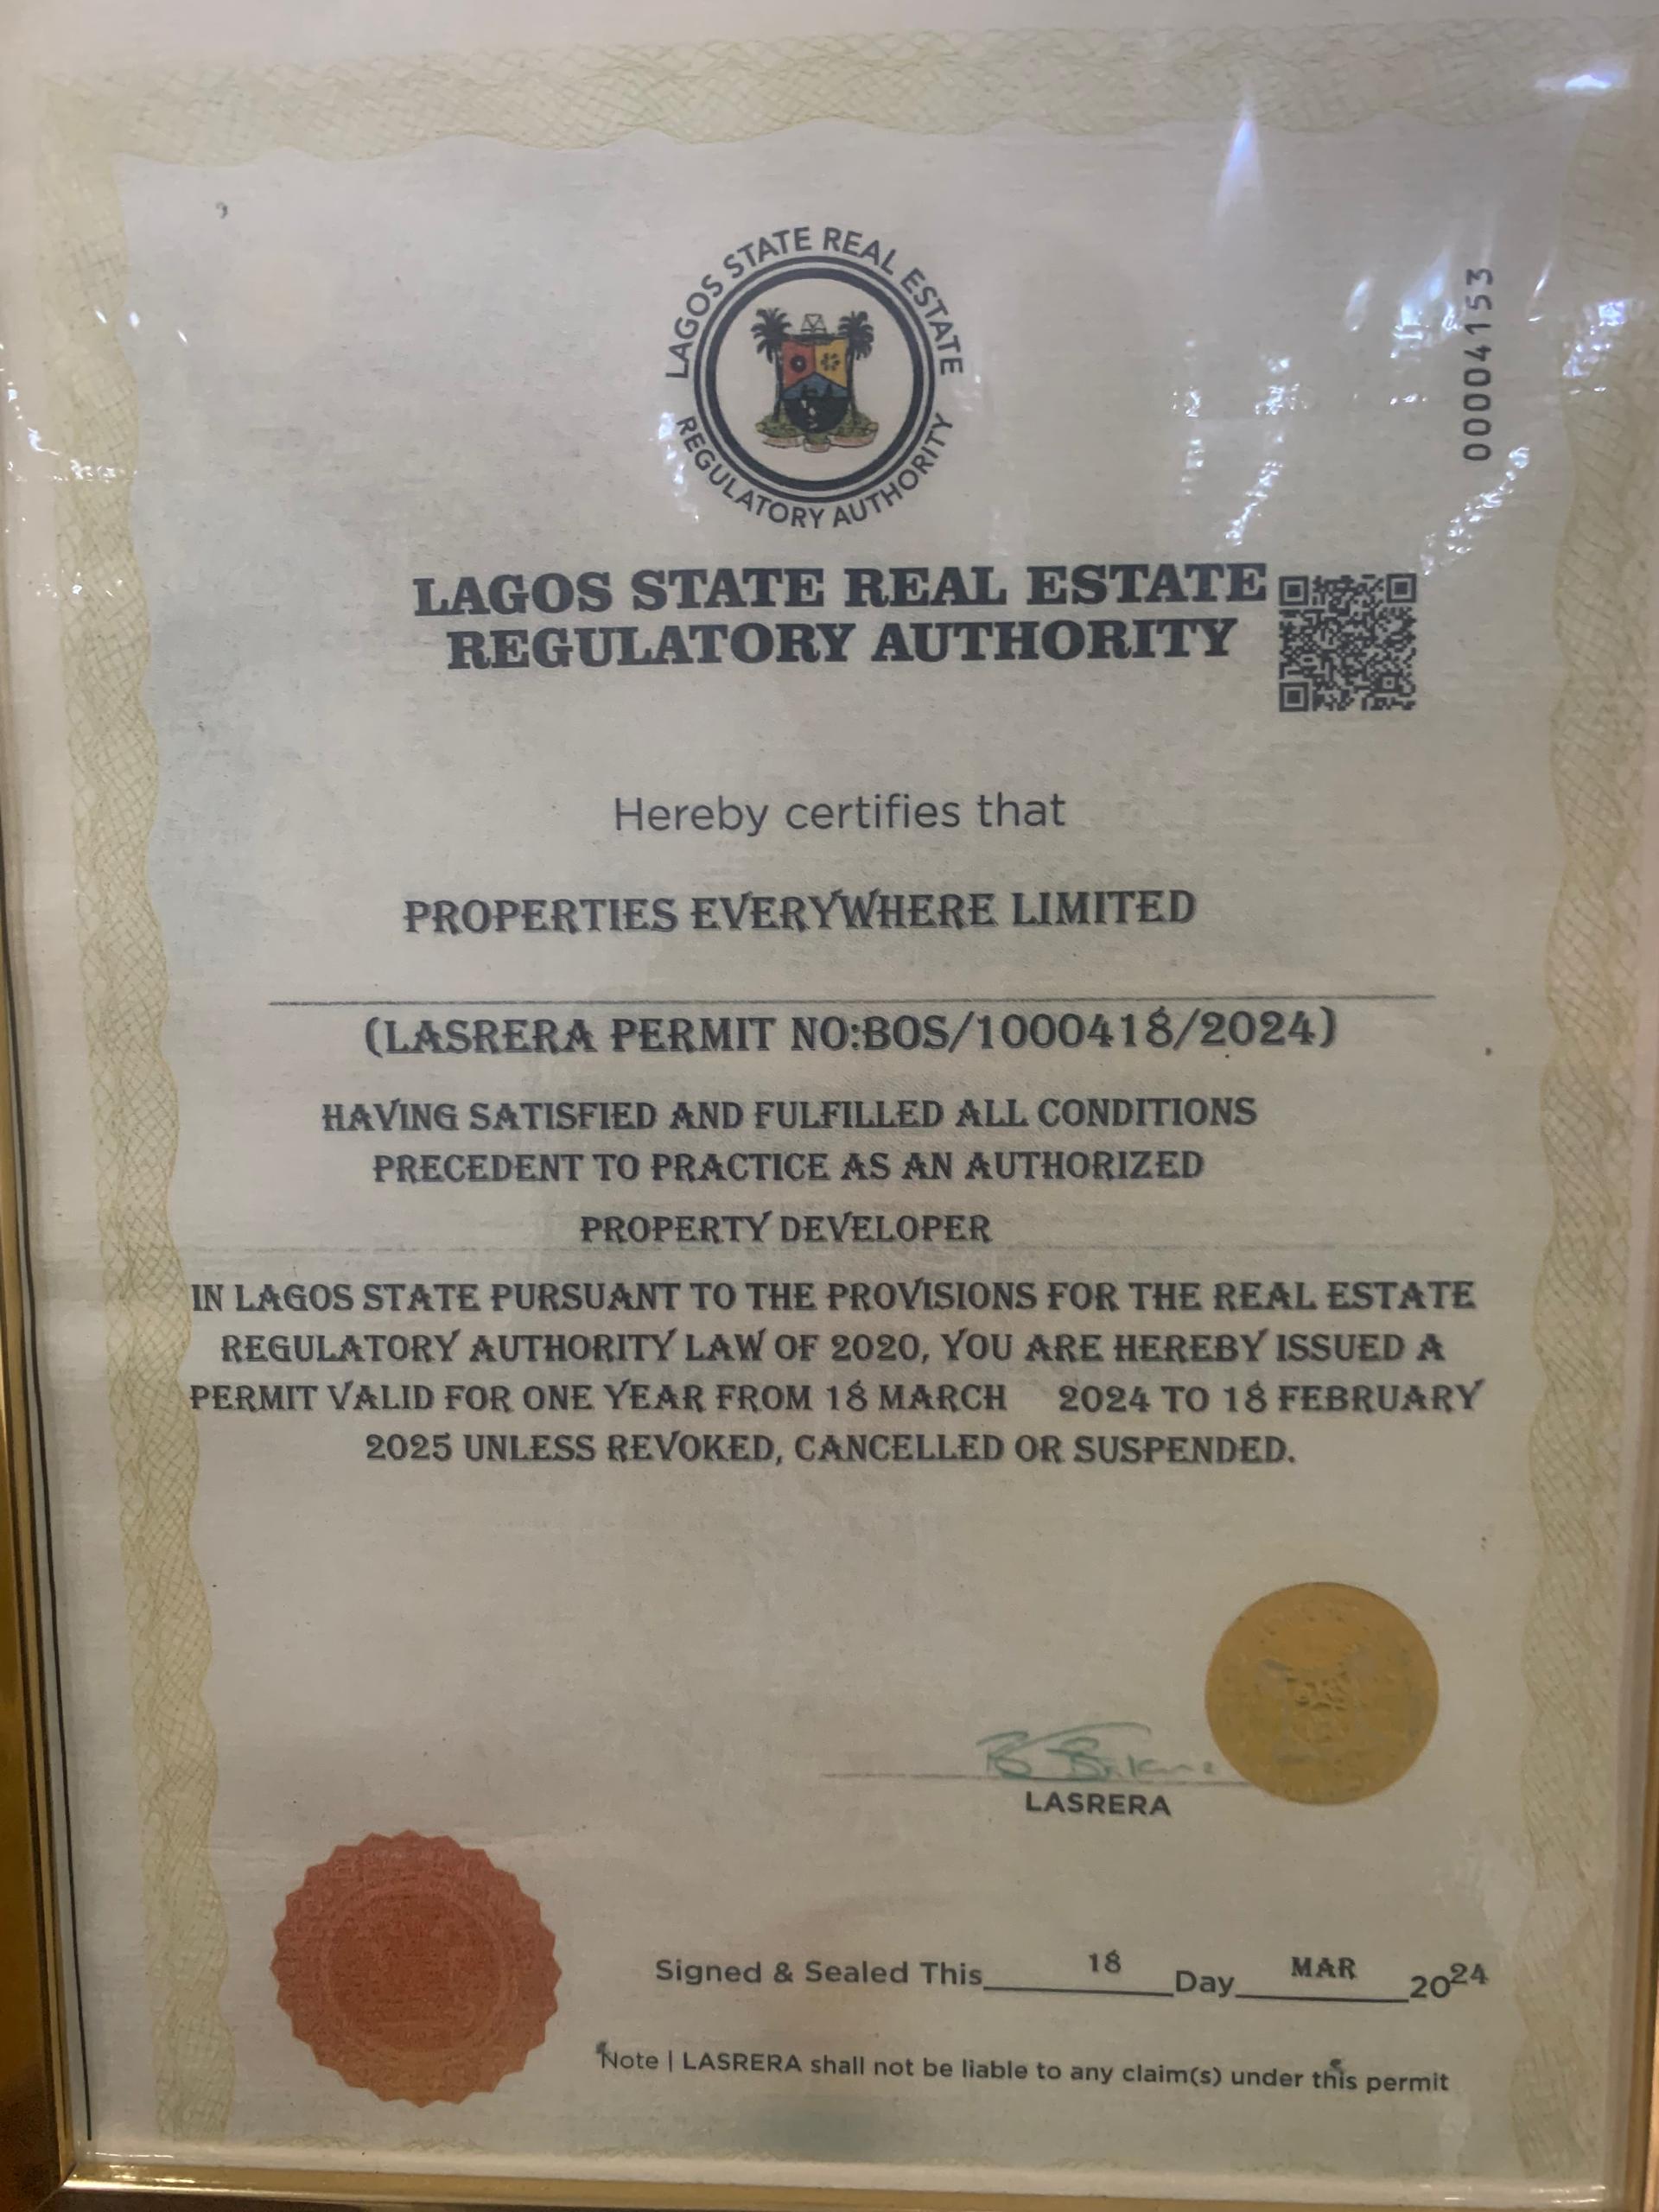 LAGOS STATE REAL ESTATE
REGULATORY AUTHORITY
00004153
LAGOS STATE REAL ESTATE
REGULATORY AUTHORITY
Hereby certifies that
PROPERTIES EVERYWHERE LIMITED
(LASRERA PERMIT NO:BOS/1000418/2024)
HAVING SATISFIED AND FULFILLED ALL CONDITIONS
PRECEDENT TO PRACTICE AS AN AUTHORIZED
PROPERTY DEVELOPER
IN LAGOS STATE PURSUANT TO THE PROVISIONS FOR THE REAL ESTATE
REGULATORY AUTHORITY LAW OF 2020, YOU ARE HEREBY ISSUED A
PERMIT VALID FOR ONE YEAR FROM 18 MARCH 2024 TO 18 FEBRUARY
2025 UNLESS REVOKED, CANCELLED OR SUSPENDED.
LASRERA
Signed & Sealed This 18 Day MAR 2024
Note | LASRERA shall not be liable to any claim(s) under this permit